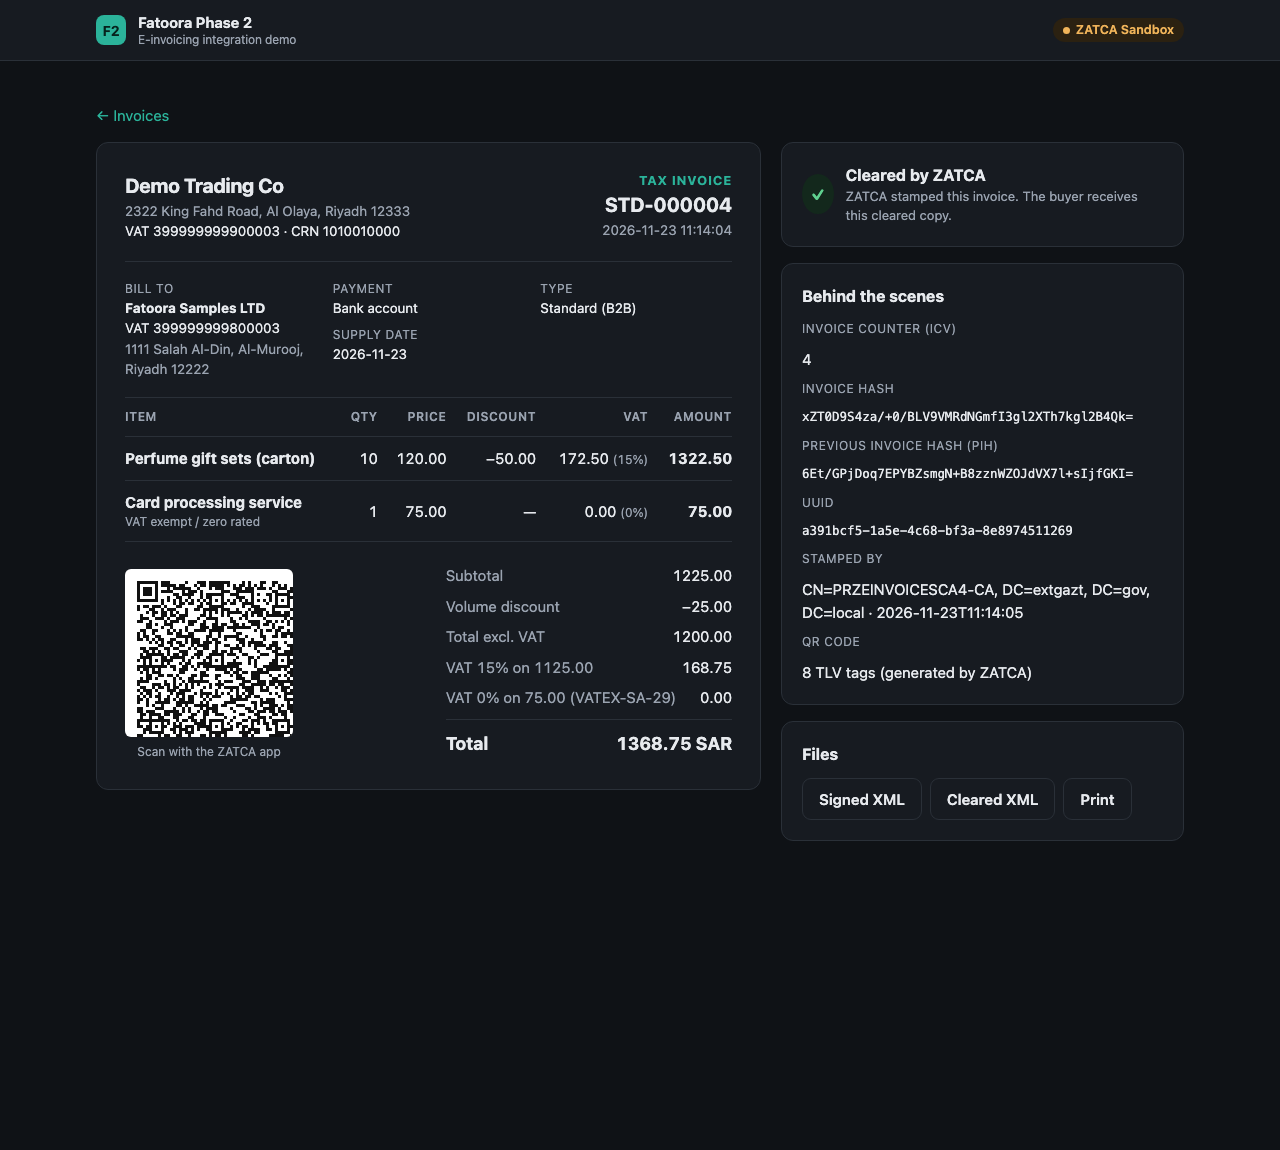 F2
Fatoora Phase 2
E-invoicing integration demo
ZATCA Sandbox
← Invoices
Demo Trading Co
2322 King Fahd Road, Al Olaya, Riyadh 12333
VAT 399999999900003 · CRN 1010010000
TAX INVOICE
STD-000004
2026-11-23 11:14:04
BILL TO
Fatoora Samples LTD
VAT 399999999800003
1111 Salah Al-Din, Al-Murooj,
Riyadh 12222
PAYMENT
Bank account
SUPPLY DATE
2026-11-23
TYPE
Standard (B2B)
ITEM QTY PRICE DISCOUNT VAT AMOUNT
Perfume gift sets (carton) 10 120.00 −50.00 172.50 (15%) 1322.50
Card processing service 1 75.00 — 0.00 (0%) 75.00
VAT exempt / zero rated
Scan with the ZATCA app
Subtotal 1225.00
Volume discount −25.00
Total excl. VAT 1200.00
VAT 15% on 1125.00 168.75
VAT 0% on 75.00 (VATEX-SA-29) 0.00
Total 1368.75 SAR
Cleared by ZATCA
ZATCA stamped this invoice. The buyer receives
this cleared copy.
Behind the scenes
INVOICE COUNTER (ICV)
4
INVOICE HASH
xZT0D9S4za/+0/BLV9VMRdNGmfI3gl2XTh7kgl2B4Qk=
PREVIOUS INVOICE HASH (PIH)
6Et/GPjDoq7EPYBZsmgN+B8zznWZOJdVX7l+sIjfGKI=
UUID
a391bcf5-1a5e-4c68-bf3a-8e8974511269
STAMPED BY
CN=PRZEINVOICESCA4-CA, DC=extgazt, DC=gov,
DC=local · 2026-11-23T11:14:05
QR CODE
8 TLV tags (generated by ZATCA)
Files
Signed XML
Cleared XML
Print